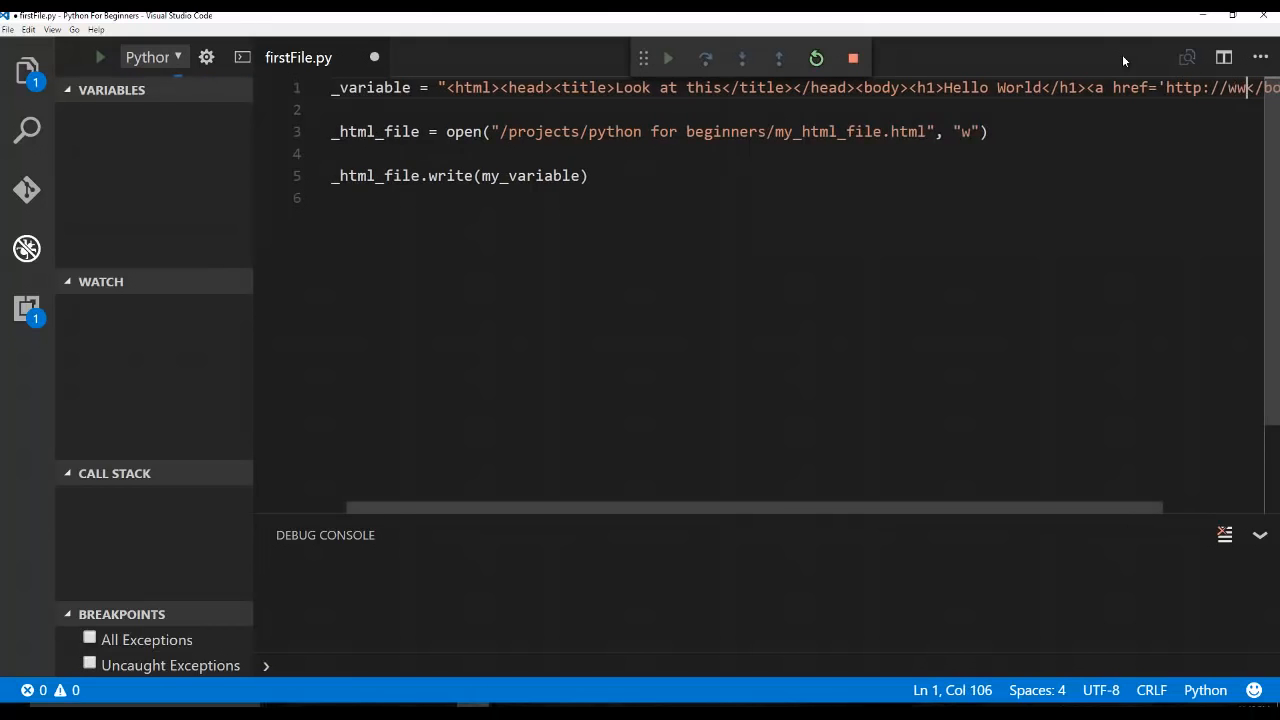 firstFile.py - Python For Beginners - Visual Studio Code
File Edit View Go Help
1
Python
firstFile.py
VARIABLES
1 _variable = "<html><head><title>Look at this</title></head><body><h1>Hello World</h1><a href='http://ww</bo
2
3 _html_file = open("/projects/python for beginners/my_html_file.html", "w")
4
5 _html_file.write(my_variable)
6
WATCH
1
CALL STACK
DEBUG CONSOLE
BREAKPOINTS
All Exceptions
Uncaught Exceptions
0 0 Ln 1, Col 106 Spaces: 4 UTF-8 CRLF Python